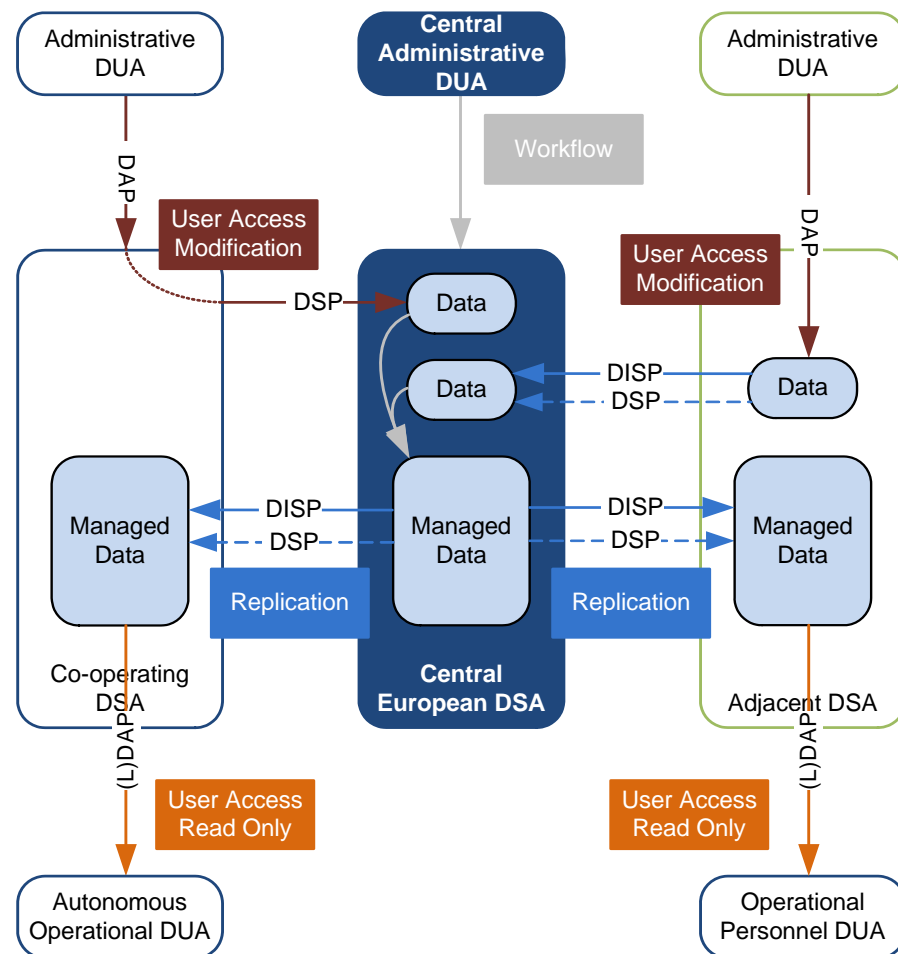 Administrative
DUA
Central
Administrative
DUA
Administrative
DUA
Workflow
DAP
User Access
Modification
DAP
User Access
Modification
DSP
Data
Data
DISP
DSP
Data
Managed
Data
DISP
DSP
Managed
Data
DISP
DSP
Managed
Data
Replication
Replication
Co-operating
DSA
Central
European DSA
Adjacent DSA
(L)DAP
(L)DAP
User Access
Read Only
User Access
Read Only
Autonomous
Operational DUA
Operational
Personnel DUA